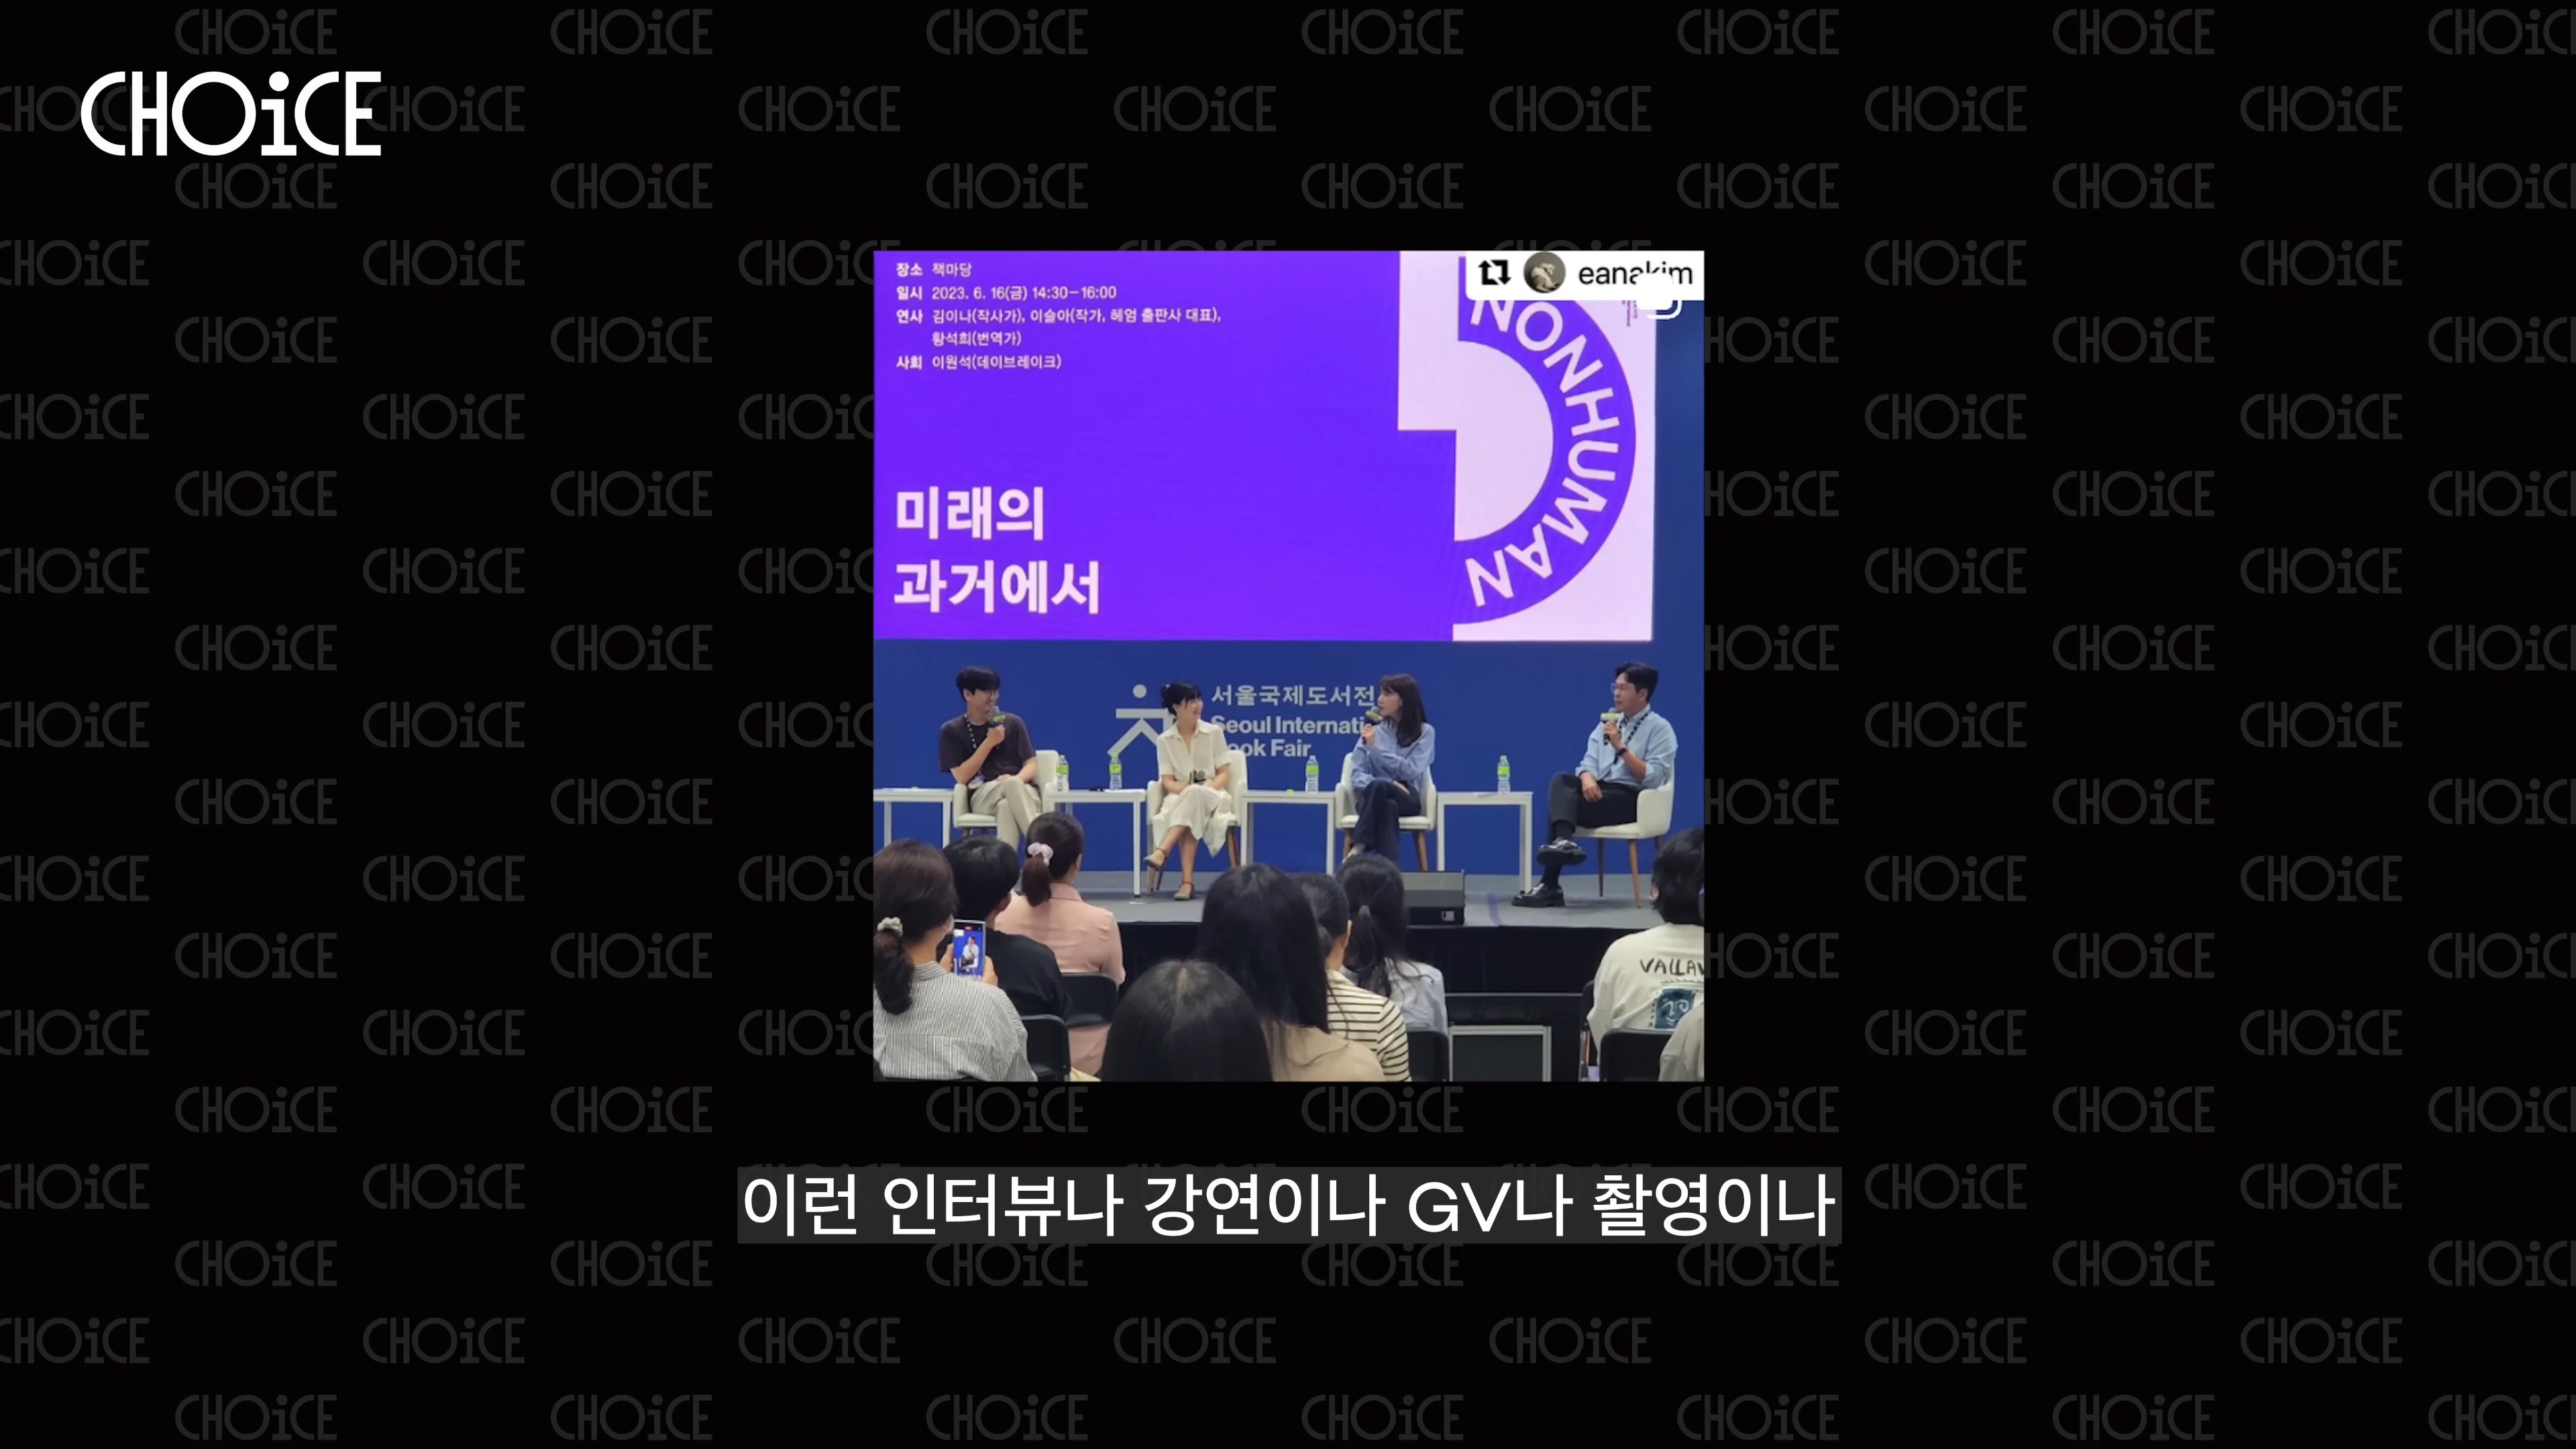 CHOiCE
장소 책마당
일시 2023. 6. 16(금) 14:30–16:00
연사 김이나(작사가), 이슬아(작가, 헤엄 출판사 대표),
황석희(번역가)
사회 이원석(데이브레이크)
eanakim
NONHUMAN
미래의
과거에서
서울국제도서전
Seoul Internati
ook Fair
VALLAN
이런 인터뷰나 강연이나 GV나 촬영이나